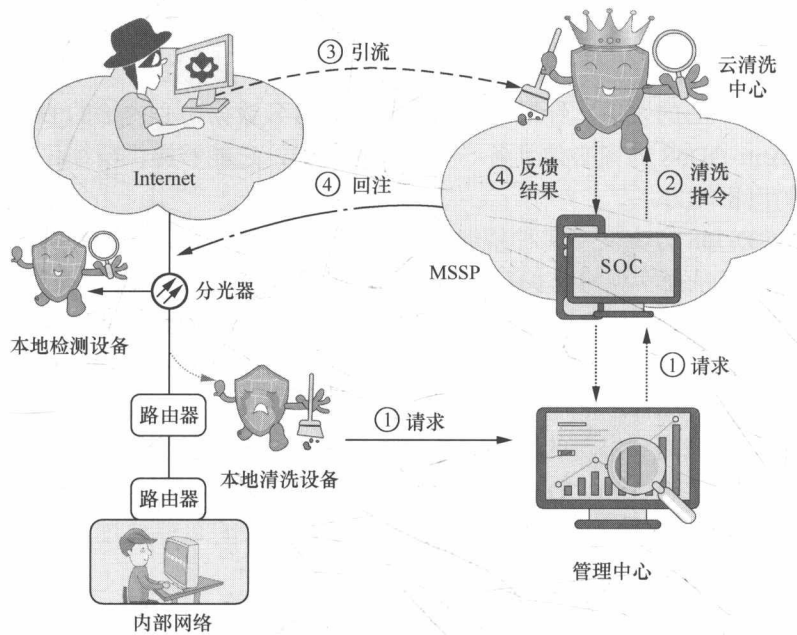 ③ 引流
云清洗
中心
Internet
④ 回注
④ 反馈
结果
② 清洗
指令
MSSP
SOC
分光器
本地检测设备
① 请求
路由器
① 请求
本地清洗设备
路由器
管理中心
内部网络